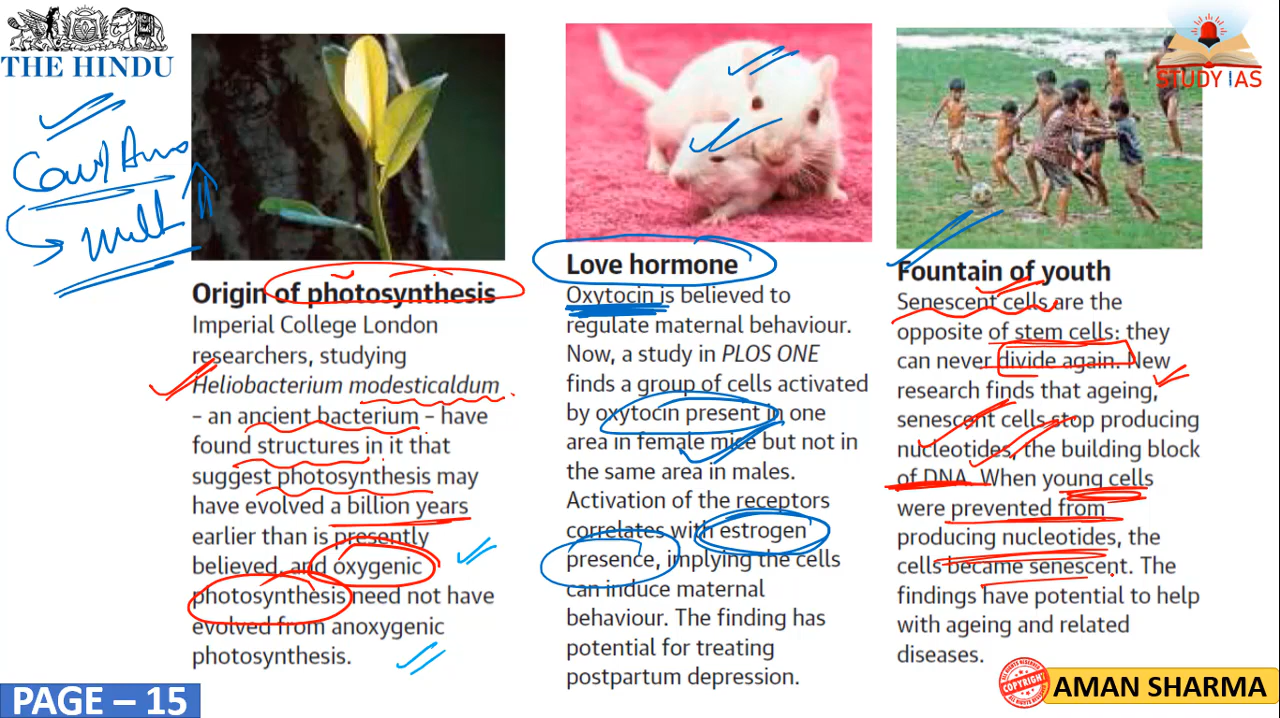 THE HINDU
STUDY IAS
Origin of photosynthesis
Imperial College London
researchers, studying
Heliobacterium modesticaldum
– an ancient bacterium – have
found structures in it that
suggest photosynthesis may
have evolved a billion years
earlier than is presently
believed, and oxygenic
photosynthesis need not have
evolved from anoxygenic
photosynthesis.
Love hormone
Oxytocin is believed to
regulate maternal behaviour.
Now, a study in PLOS ONE
finds a group of cells activated
by oxytocin present in one
area in female mice but not in
the same area in males.
Activation of the receptors
correlates with estrogen
presence, implying the cells
can induce maternal
behaviour. The finding has
potential for treating
postpartum depression.
Fountain of youth
Senescent cells are the
opposite of stem cells: they
can never divide again. New
research finds that ageing,
senescent cells stop producing
nucleotides, the building block
of DNA. When young cells
were prevented from
producing nucleotides, the
cells became senescent. The
findings have potential to help
with ageing and related
diseases.
PAGE – 15
ALL RIGHTS RESERVED
COPYRIGHT
ALL RIGHTS RESERVED
AMAN SHARMA